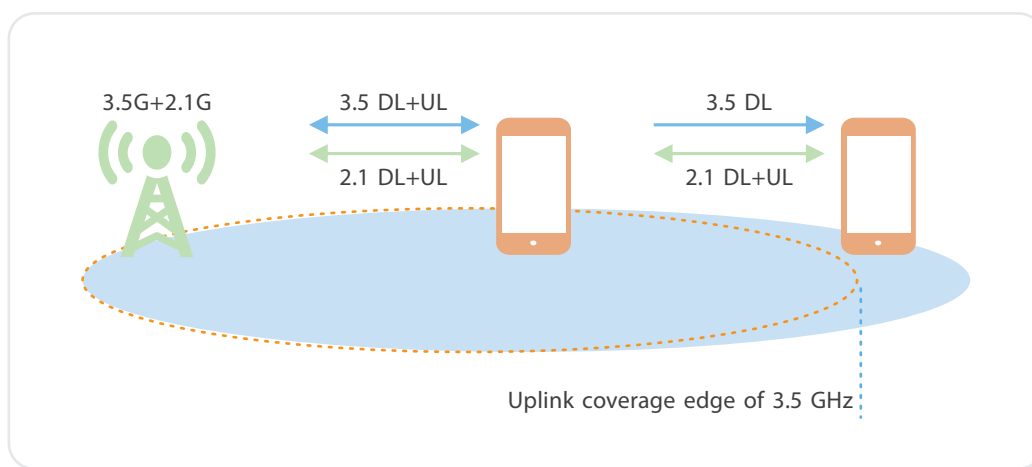 3.5G+2.1G
3.5 DL+UL
3.5 DL
2.1 DL+UL
2.1 DL+UL
Uplink coverage edge of 3.5 GHz